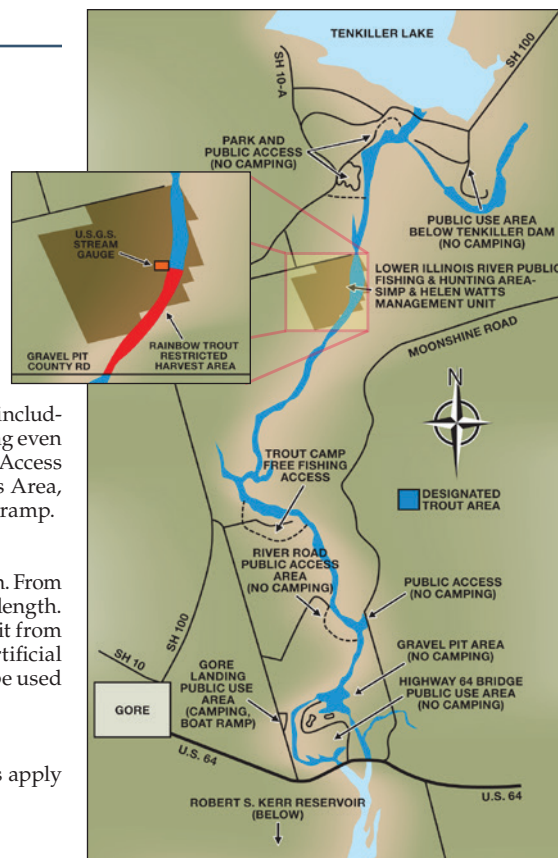 TENKILLER LAKE
SH 10-A
SH 100
PARK AND
PUBLIC ACCESS
(NO CAMPING)
PUBLIC USE AREA
BELOW TENKILLER DAM
(NO CAMPING)
U.S.G.S.
STREAM
GAUGE
RAINBOW TROUT
RESTRICTED
HARVEST AREA
GRAVEL PIT
COUNTY RD
LOWER ILLINOIS RIVER PUBLIC
FISHING & HUNTING AREA-
SIMP & HELEN WATTS
MANAGEMENT UNIT
MOONSHINE ROAD
N
includ-
g even
Access
s Area,
ramp.
TROUT CAMP
FREE FISHING
ACCESS
DESIGNATED
TROUT AREA
RIVER ROAD
PUBLIC ACCESS
AREA
(NO CAMPING)
PUBLIC ACCESS
(NO CAMPING)
n. From
length.
it from
rtificial
be used
GRAVEL PIT AREA
(NO CAMPING)
HIGHWAY 64 BRIDGE
PUBLIC USE AREA
(NO CAMPING)
SH 100
SH 10
GORE
GORE
LANDING
PUBLIC USE
AREA
(CAMPING,
BOAT RAMP)
s apply
U.S. 64
U.S. 64
ROBERT S. KERR RESERVOIR
(BELOW)